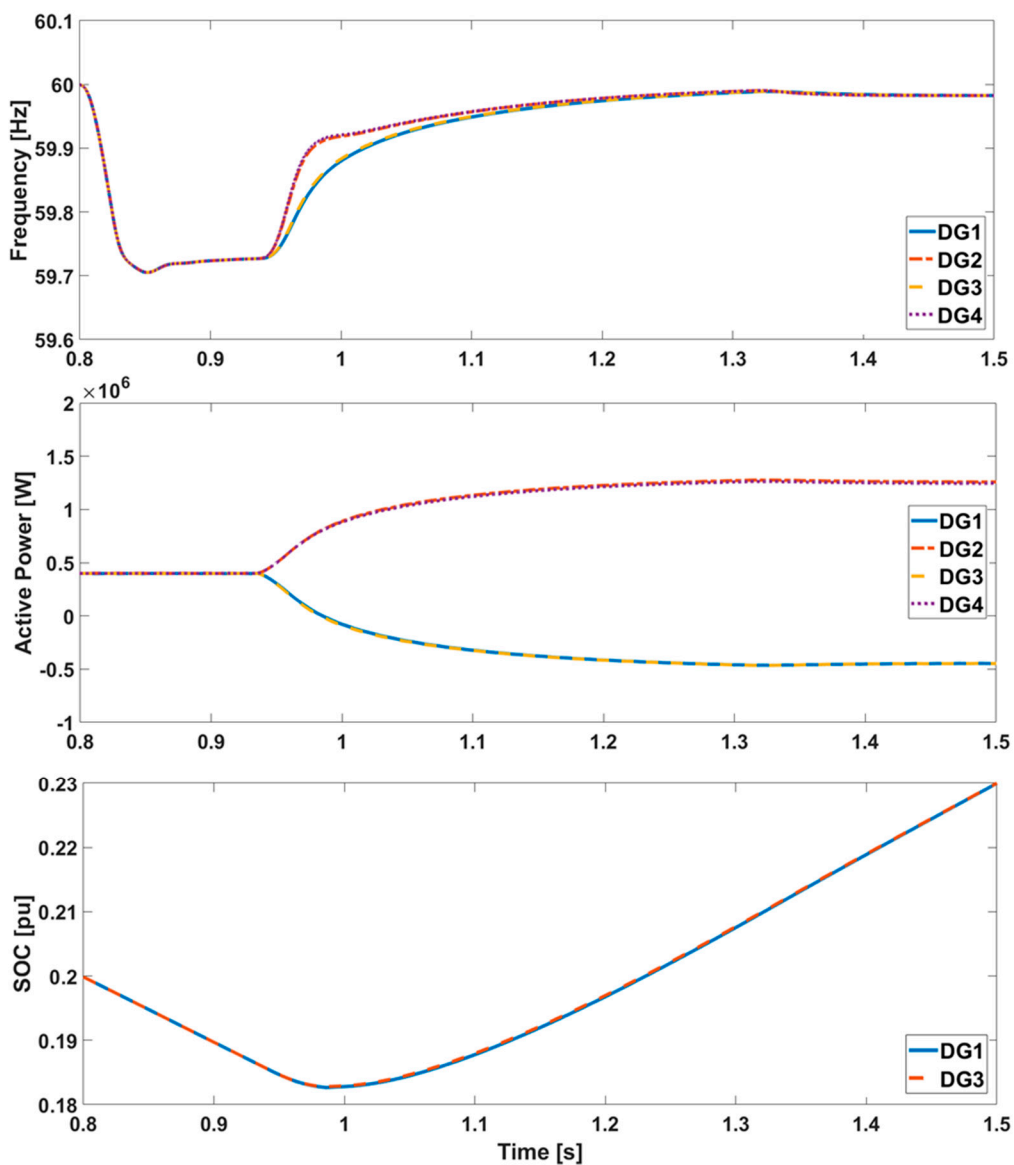 Frequency [Hz]
60.1
60
59.9
59.8
59.7
59.6
0.8 0.9 1 1.1 1.2 1.3 1.4 1.5
DG1
DG2
DG3
DG4
Active Power [W]
×10⁶
2
1.5
1
0.5
0
-0.5
-1
0.8 0.9 1 1.1 1.2 1.3 1.4 1.5
DG1
DG2
DG3
DG4
SOC [pu]
0.23
0.22
0.21
0.2
0.19
0.18
0.8 0.9 1 1.1 1.2 1.3 1.4 1.5
DG1
DG3
Time [s]